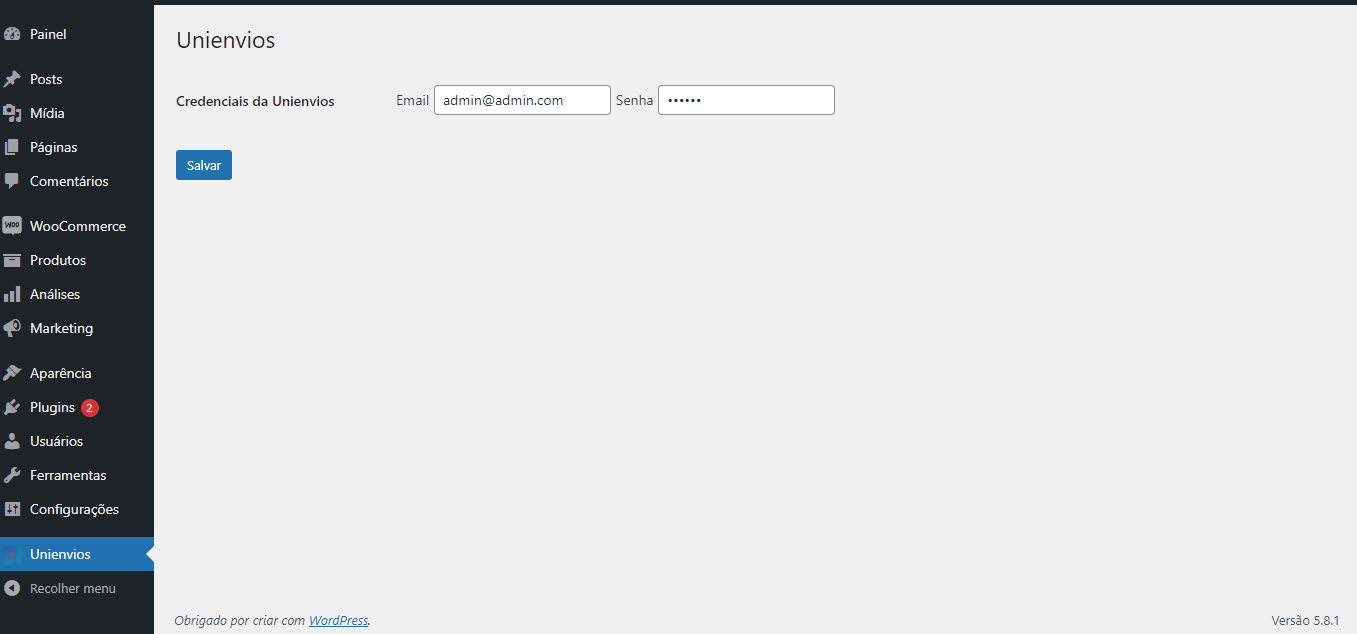 Painel
Posts
Mídia
Páginas
Comentários
WOO WooCommerce
Produtos
Análises
Marketing
Aparência
Plugins 2
Usuários
Ferramentas
Configurações
Unienvios
Recolher menu
Unienvios
Credenciais da Unienvios Email admin@admin.com Senha ••••••
Salvar
Obrigado por criar com WordPress.
Versão 5.8.1